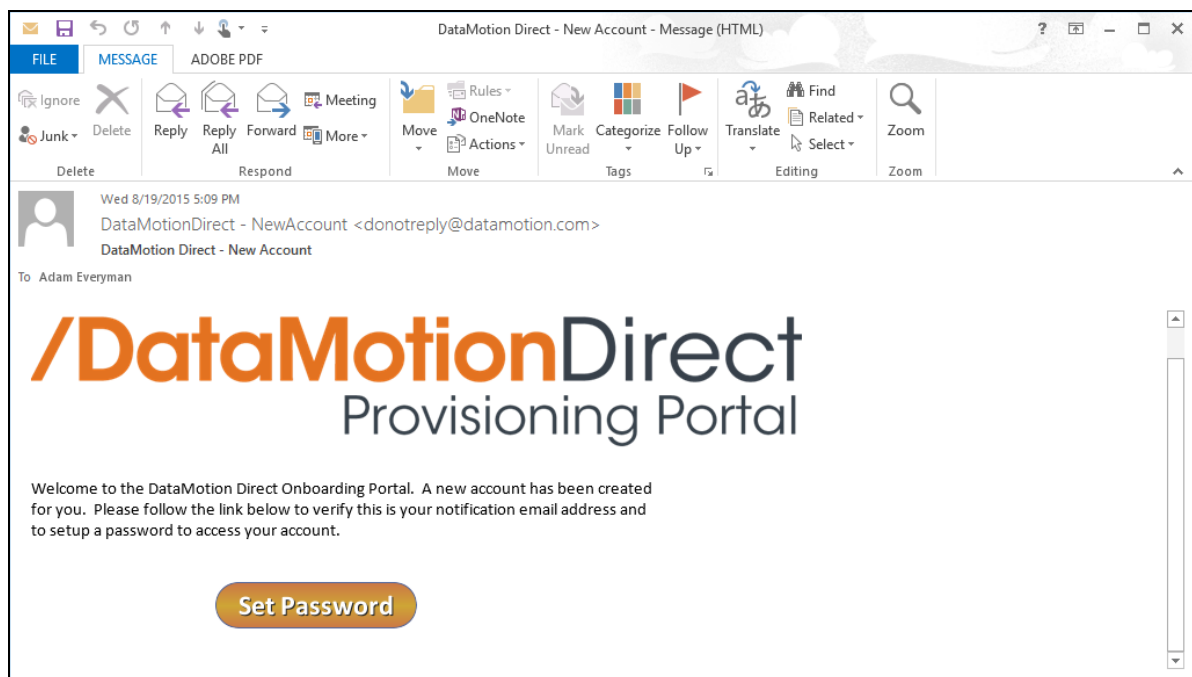 DataMotion Direct - New Account - Message (HTML)
FILE MESSAGE ADOBE PDF
Ignore
Junk
Delete
Reply
Reply All
Forward
Meeting
More
Move
Rules
OneNote
Actions
Mark Unread
Categorize
Follow Up
Translate
Find
Related
Select
Zoom
Delete Respond Move Tags Editing Zoom
Wed 8/19/2015 5:09 PM
DataMotionDirect - NewAccount <donotreply@datamotion.com>
DataMotion Direct - New Account
To Adam Everyman
/DataMotionDirect
Provisioning Portal
Welcome to the DataMotion Direct Onboarding Portal. A new account has been created
for you. Please follow the link below to verify this is your notification email address and
to setup a password to access your account.
Set Password